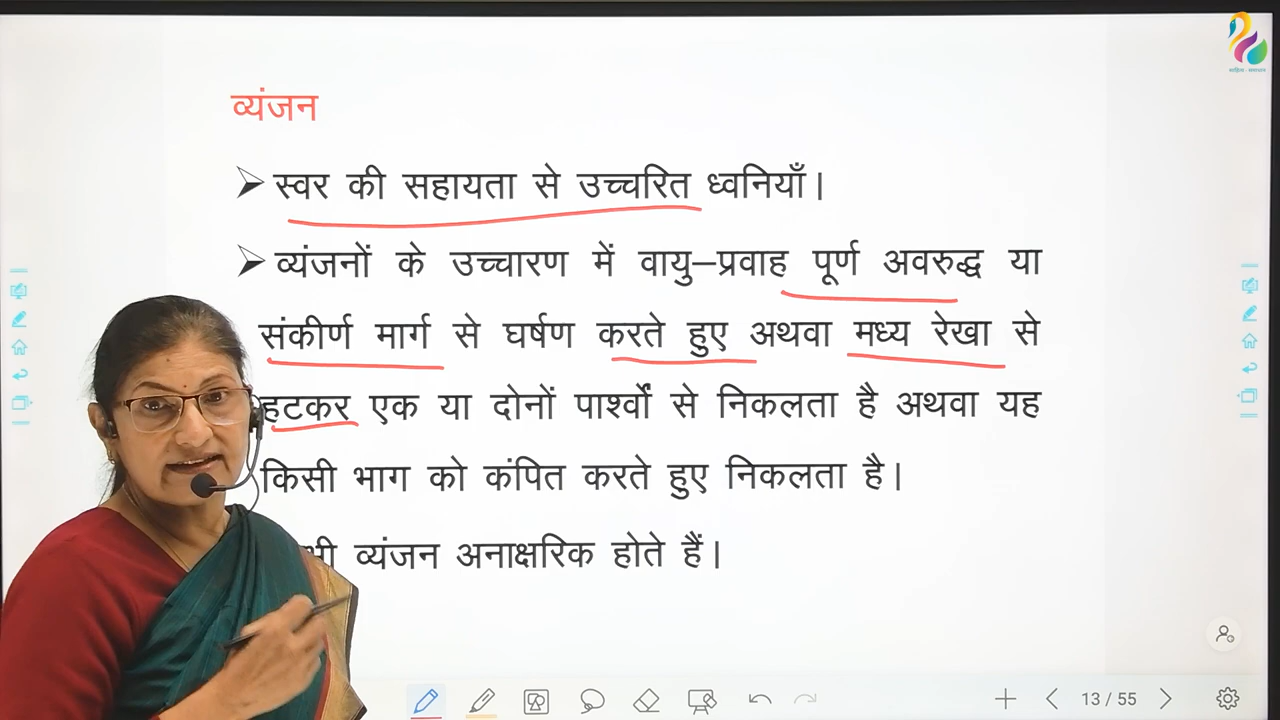 व्यंजन
स्वर की सहायता से उच्चरित ध्वनियाँ।
व्यंजनों के उच्चारण में वायु–प्रवाह पूर्ण अवरुद्ध या
संकीर्ण मार्ग से घर्षण करते हुए अथवा मध्य रेखा से
हटकर एक या दोनों पार्श्वों से निकलता है अथवा यह
किसी भाग को कंपित करते हुए निकलता है।
व्यंजन अनाक्षरिक होते हैं।
13 / 55